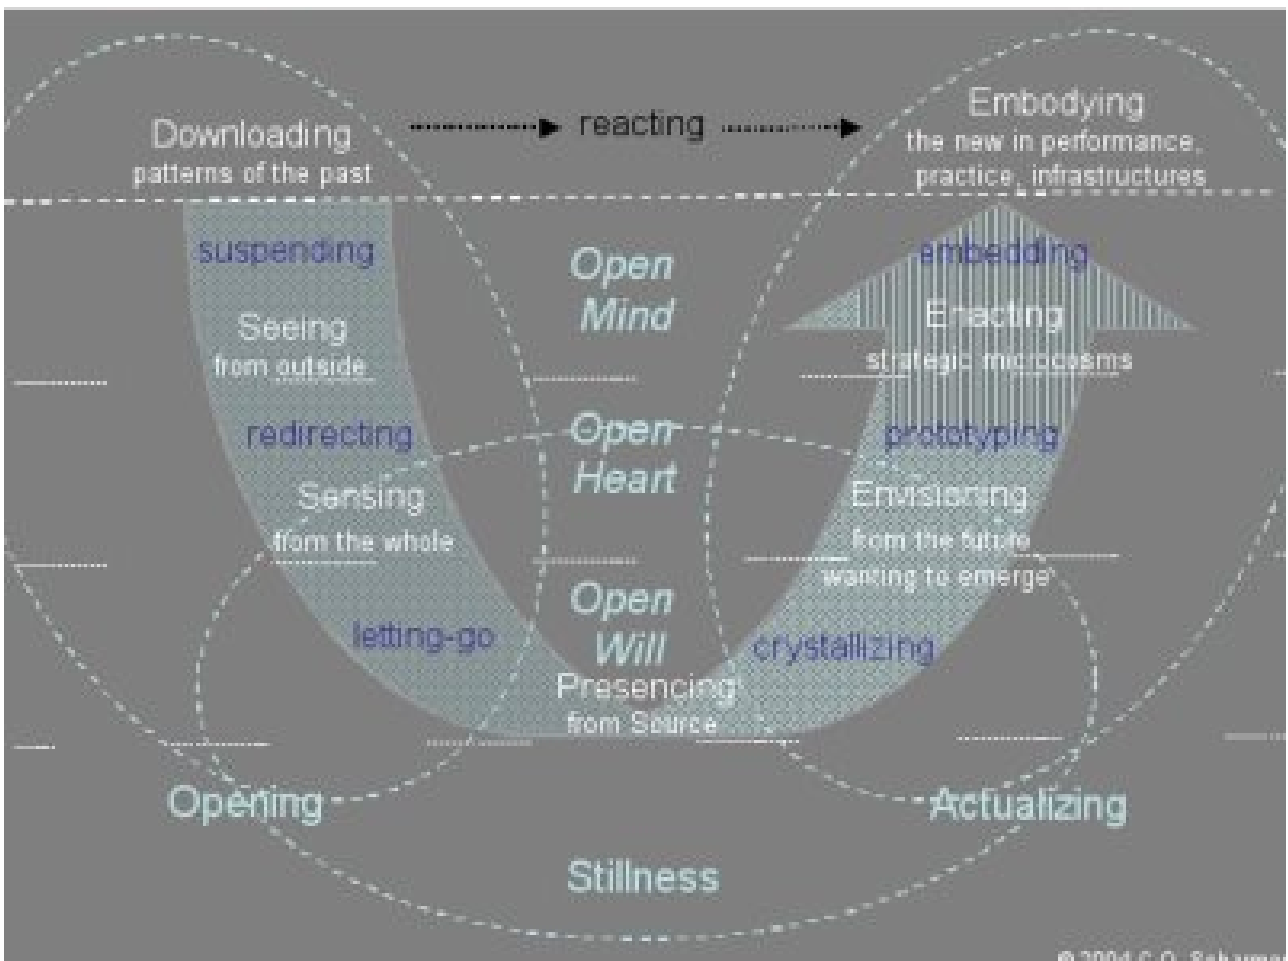 Downloading
patterns of the past
reacting
Embodying
the new in performance,
practice, infrastructures
suspending
Open
Mind
embedding
Seeing
from outside
Enacting
strategic microcosms
redirecting
Open
Heart
prototyping
Sensing
from the whole
Envisioning
from the future
wanting to emerge
letting-go
Open
Will
crystallizing
Presencing
from Source
Opening
Actualizing
Stillness
© 2004 C.O.